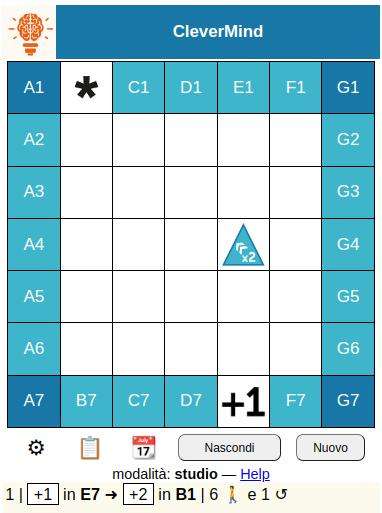 CleverMind
A1 * C1 D1 E1 F1 G1
A2 G2
A3 G3
A4 x2 G4
A5 G5
A6 G6
A7 B7 C7 D7 +1 F7 G7
July
17
Nascondi Nuovo
modalità: studio — Help
1 | +1 in E7 ➜ +2 in B1 | 6 🚶 e 1 ↺